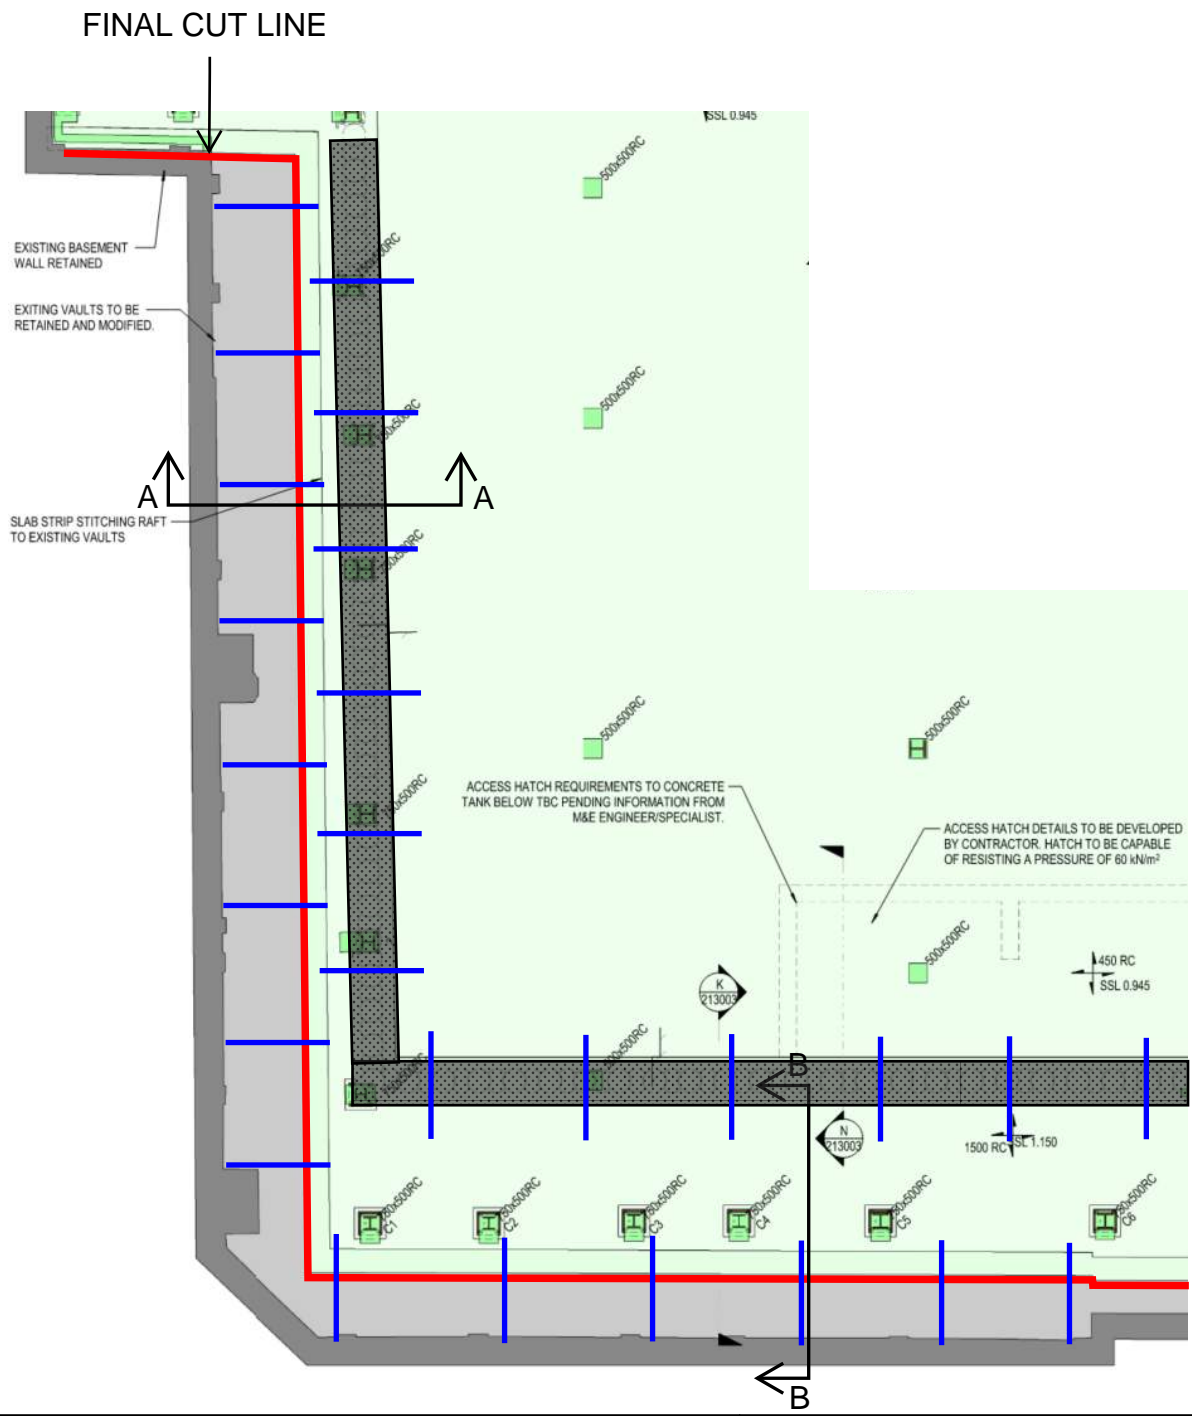 FINAL CUT LINE
SSL 0.945
500x500RC
EXISTING BASEMENT
WALL RETAINED
EXITING VAULTS TO BE
RETAINED AND MODIFIED.
500x500RC
A
A
SLAB STRIP STITCHING RAFT
TO EXISTING VAULTS
500x500RC
500x500RC
ACCESS HATCH REQUIREMENTS TO CONCRETE
TANK BELOW TBC PENDING INFORMATION FROM
M&E ENGINEER/SPECIALIST.
ACCESS HATCH DETAILS TO BE DEVELOPED
BY CONTRACTOR. HATCH TO BE CAPABLE
OF RESISTING A PRESSURE OF 60 kN/m²
500x500RC
450 RC
SSL 0.945
K
213003
B
N
213003
1500 RC
SSL 1.150
C1
C2
C3
C4
C5
C6
B